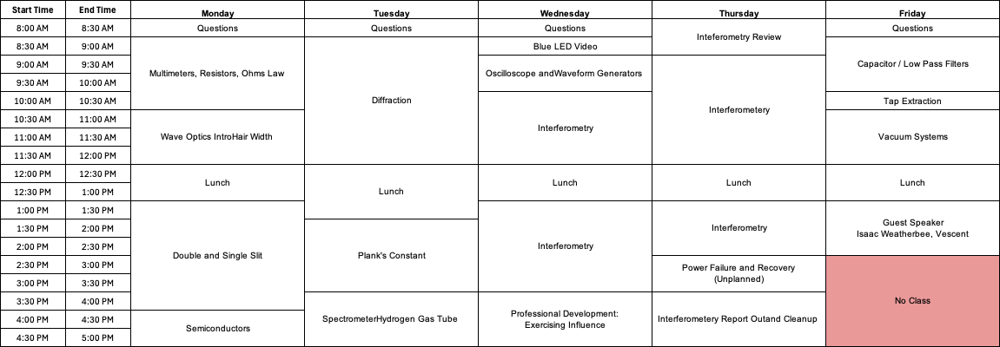 Start Time End Time Monday Tuesday Wednesday Thursday Friday
8:00 AM 8:30 AM Questions Questions Questions Inteferometry Review Questions
8:30 AM 9:00 AM Blue LED Video
9:00 AM 9:30 AM Multimeters, Resistors, Ohms Law Oscilloscope andWaveform Generators Capacitor / Low Pass Filters
9:30 AM 10:00 AM
10:00 AM 10:30 AM Diffraction Interferometery Tap Extraction
10:30 AM 11:00 AM
11:00 AM 11:30 AM Wave Optics IntroHair Width Interferometry Vacuum Systems
11:30 AM 12:00 PM
12:00 PM 12:30 PM Lunch Lunch Lunch Lunch Lunch
12:30 PM 1:00 PM
1:00 PM 1:30 PM
1:30 PM 2:00 PM Interferometry Guest Speaker
Isaac Weatherbee, Vescent
2:00 PM 2:30 PM Double and Single Slit Plank's Constant Interferometry
2:30 PM 3:00 PM Power Failure and Recovery
3:00 PM 3:30 PM (Unplanned)
3:30 PM 4:00 PM No Class
4:00 PM 4:30 PM Semiconductors SpectrometerHydrogen Gas Tube Professional Development: Interferometery Report Outand Cleanup
Exercising Influence
4:30 PM 5:00 PM